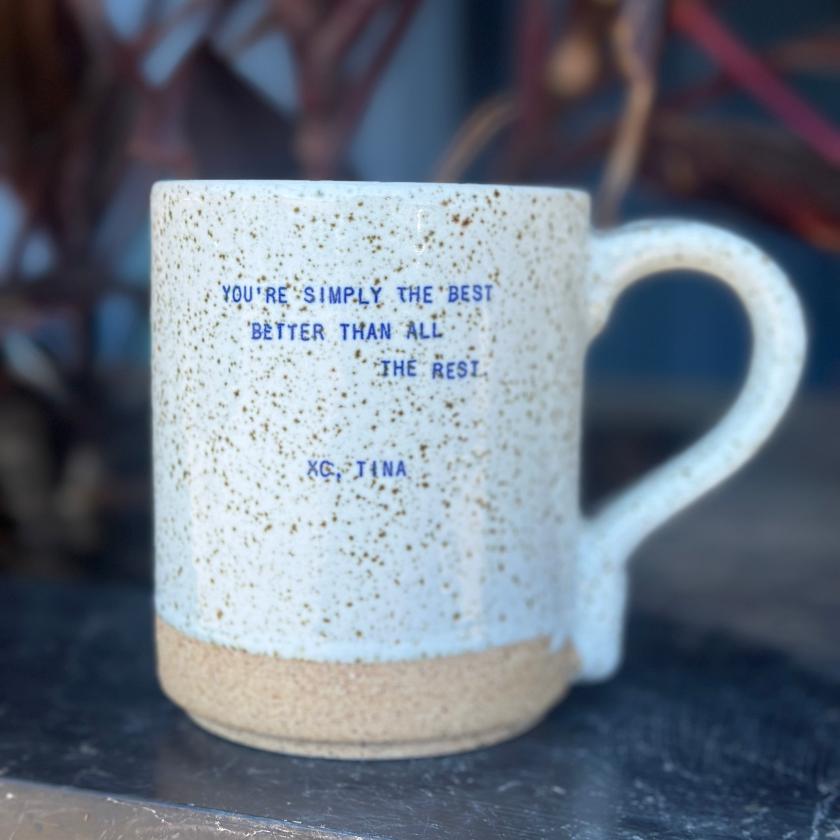 YOU'RE SIMPLY THE BEST
BETTER THAN ALL
THE REST.
XO, TINA